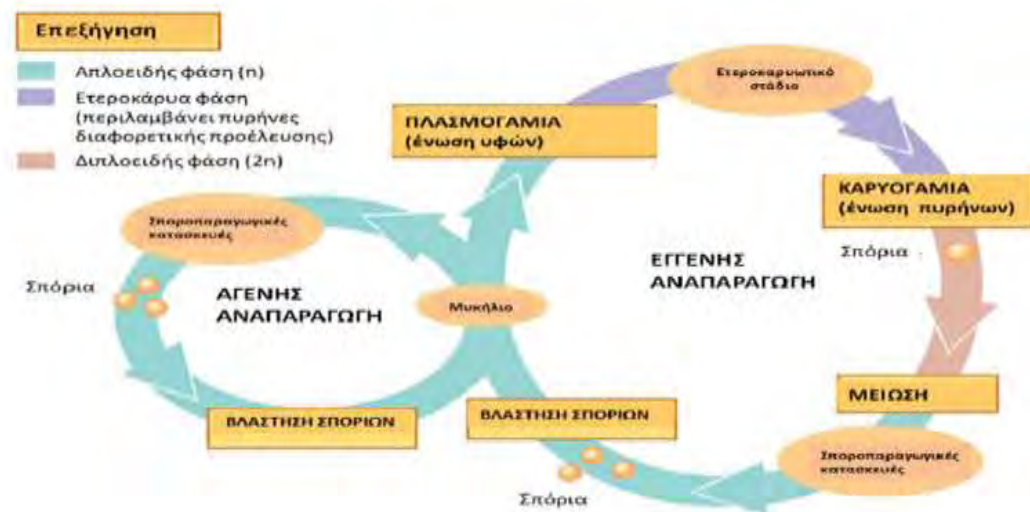 Επεξήγηση
Απλοειδής φάση (n)
Ετεροκάρυα φάση
(περιλαμβάνει πυρήνες
διαφορετικής προέλευσης)
Διπλοειδής φάση (2n)
Ετεροκαρυωτικό
στάδιο
ΠΛΑΣΜΟΓΑΜΙΑ
(ένωση υφών)
ΚΑΡΥΟΓΑΜΙΑ
(ένωση πυρήνων)
Σπόρια
Σποροπαραγωγικές
κατασκευές
Σπόρια
ΑΓΕΝΗΣ
ΑΝΑΠΑΡΑΓΩΓΗ
Μυκήλιο
ΕΓΓΕΝΗΣ
ΑΝΑΠΑΡΑΓΩΓΗ
ΒΛΑΣΤΗΣΗ ΣΠΟΡΙΩΝ
ΒΛΑΣΤΗΣΗ ΣΠΟΡΙΩΝ
ΜΕΙΩΣΗ
Σποροπαραγωγικές
κατασκευές
Σπόρια